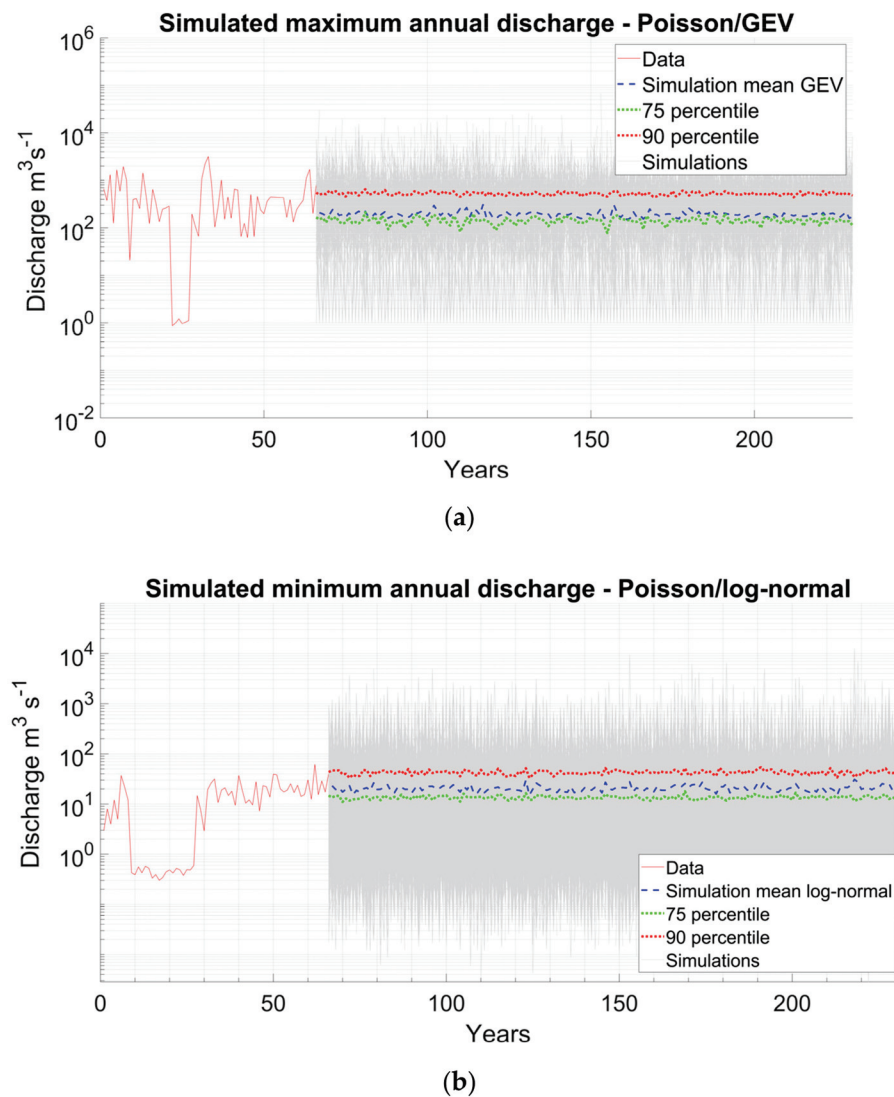 Simulated maximum annual discharge - Poisson/GEV
10^6
10^4
10^2
10^0
10^-2
Discharge m^3s^-1
Data
Simulation mean GEV
75 percentile
90 percentile
Simulations
0
50
100
150
200
Years
(a)
Simulated minimum annual discharge - Poisson/log-normal
10^4
10^3
10^2
10^1
10^0
Discharge m^3 s^-1
Data
Simulation mean log-normal
75 percentile
90 percentile
Simulations
0
50
100
150
200
Years
(b)